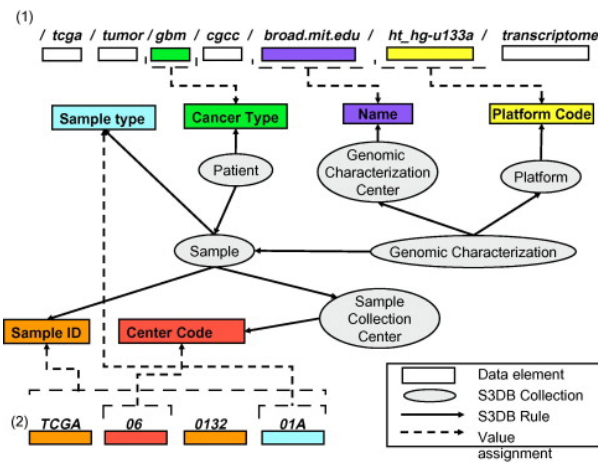 (1)
/ tcga / tumor /gbm / cgcc / broad.mit.edu / ht_hg-u133a / transcriptome
Sample type
Cancer Type
Name
Platform Code
Patient
Genomic
Characterization
Center
Platform
Sample
Genomic Characterization
Sample
Collection
Center
Sample ID
Center Code
(2)
TCGA
06
0132
01A
Data element
S3DB Collection
S3DB Rule
Value
assignment